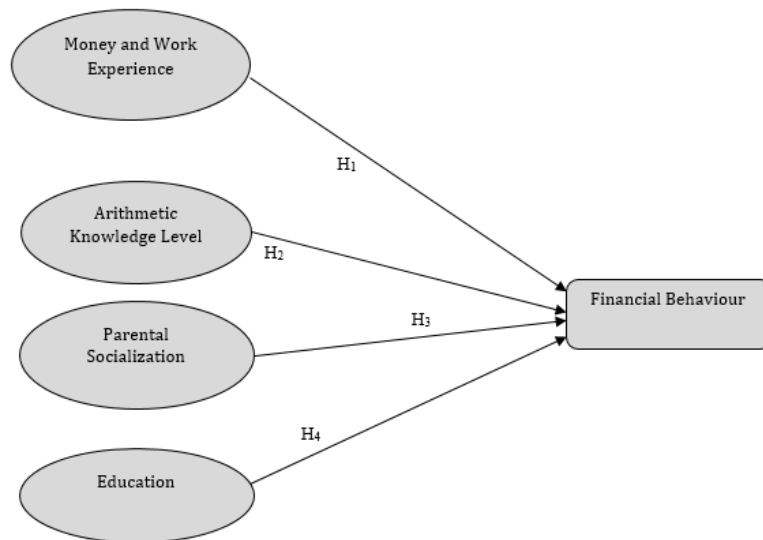 Money and Work
Experience
H1
Arithmetic
Knowledge Level
H2
Financial Behaviour
H3
Parental
Socialization
H4
Education